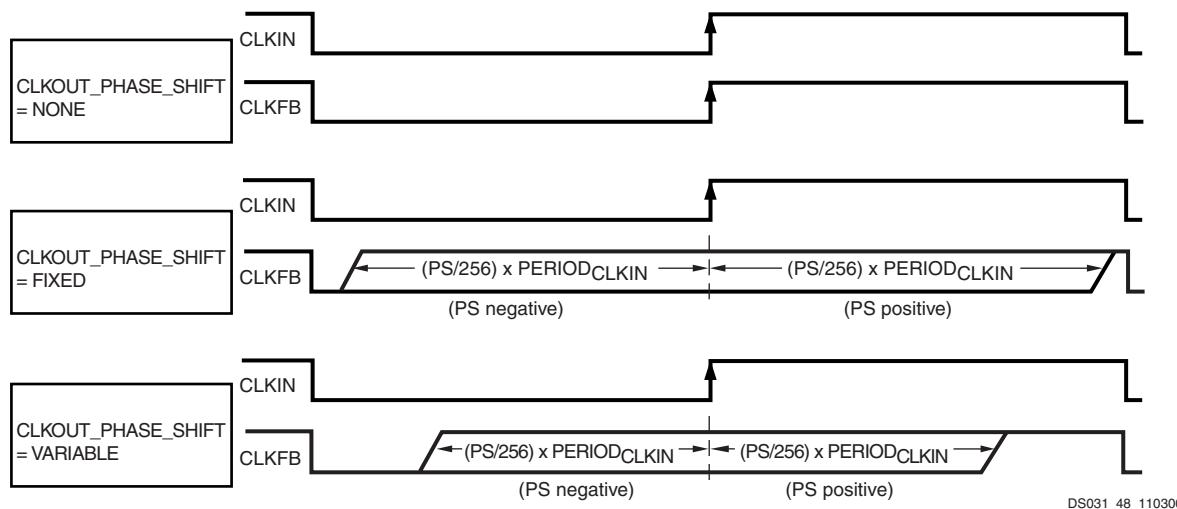 CLKIN
CLKOUT_PHASE_SHIFT
= NONE
CLKFB
CLKIN
CLKOUT_PHASE_SHIFT
= FIXED
CLKFB
(PS/256) x PERIODCLKIN
(PS/256) x PERIODCLKIN
(PS negative)
(PS positive)
CLKIN
CLKOUT_PHASE_SHIFT
= VARIABLE
CLKFB
(PS/256) x PERIODCLKIN
(PS/256) x PERIODCLKIN
(PS negative)
(PS positive)
DS031_48_110300